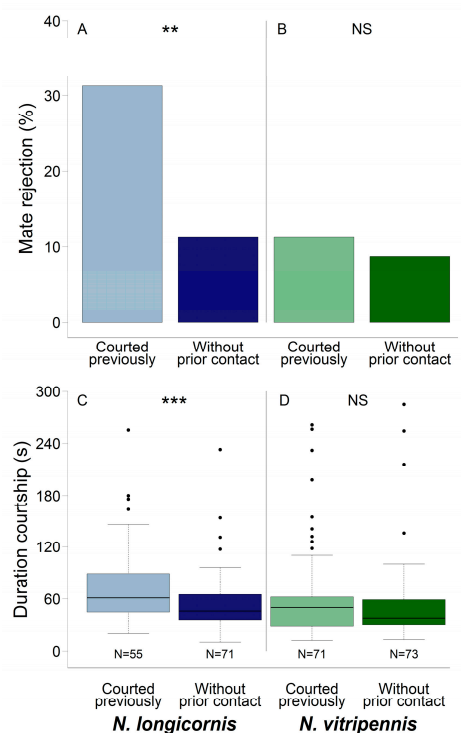 40
A
**
B
NS
30
20
10
0
Mate rejection (%)
Courted previously
Without prior contact
Courted previously
Without prior contact
300
C
***
D
NS
240
180
120
60
0
Duration courtship (s)
N=55
N=71
N=71
N=73
Courted previously
Without prior contact
Courted previously
Without prior contact
N. longicornis
N. vitripennis